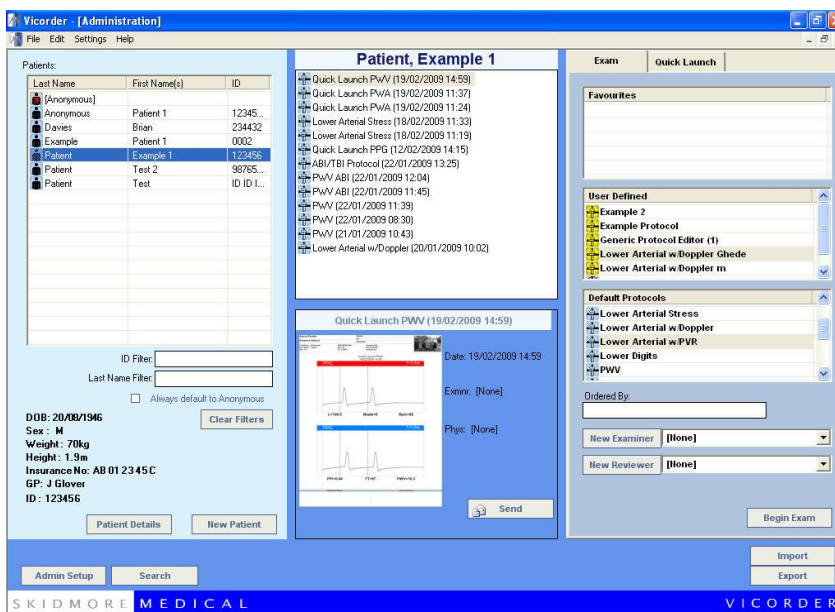 Vicorder - [Administration]
File Edit Settings Help
Patients:
Last Name First Name(s) ID
[Anonymous]
Anonymous Patient 1 12345...
Davies Brian 234432
Example Patient 1 0002
Patient Example 1 123456
Patient Test 2 98765...
Patient Test ID ID I...
ID Filter:
Last Name Filter:
Always default to Anonymous
Clear Filters
DOB: 20/08/1946
Sex : M
Weight : 70kg
Height : 1.9m
Insurance No: AB 01 2345C
GP: J Glover
ID : 123456
Patient Details New Patient
Admin Setup Search
Patient, Example 1
Quick Launch PWV (19/02/2009 14:59)
Quick Launch PWA (19/02/2009 11:37)
Quick Launch PWA (19/02/2009 11:24)
Lower Arterial Stress (18/02/2009 11:33)
Lower Arterial Stress (18/02/2009 11:19)
Quick Launch PPG (12/02/2009 14:15)
ABI/TBI Protocol (22/01/2009 13:25)
PWV ABI (22/01/2009 12:04)
PWV ABI (22/01/2009 11:45)
PWV (22/01/2009 11:39)
PWV (22/01/2009 08:30)
PWV (21/01/2009 10:43)
Lower Arterial w/Doppler (20/01/2009 10:02)
Quick Launch PWV (19/02/2009 14:59)
Date: 19/02/2009 14:59
Exmnr: [None]
Phys: [None]
Send
Exam Quick Launch
Favourites
User Defined
Example 2
Example Protocol
Generic Protocol Editor (1)
Lower Arterial w/Doppler Ghede
Lower Arterial w/Doppler m
Default Protocols
Lower Arterial Stress
Lower Arterial w/Doppler
Lower Arterial w/PVR
Lower Digits
PWV
Ordered By:
New Examiner [None]
New Reviewer [None]
Begin Exam
Import
Export
SKIDMORE MEDICAL VICORDER